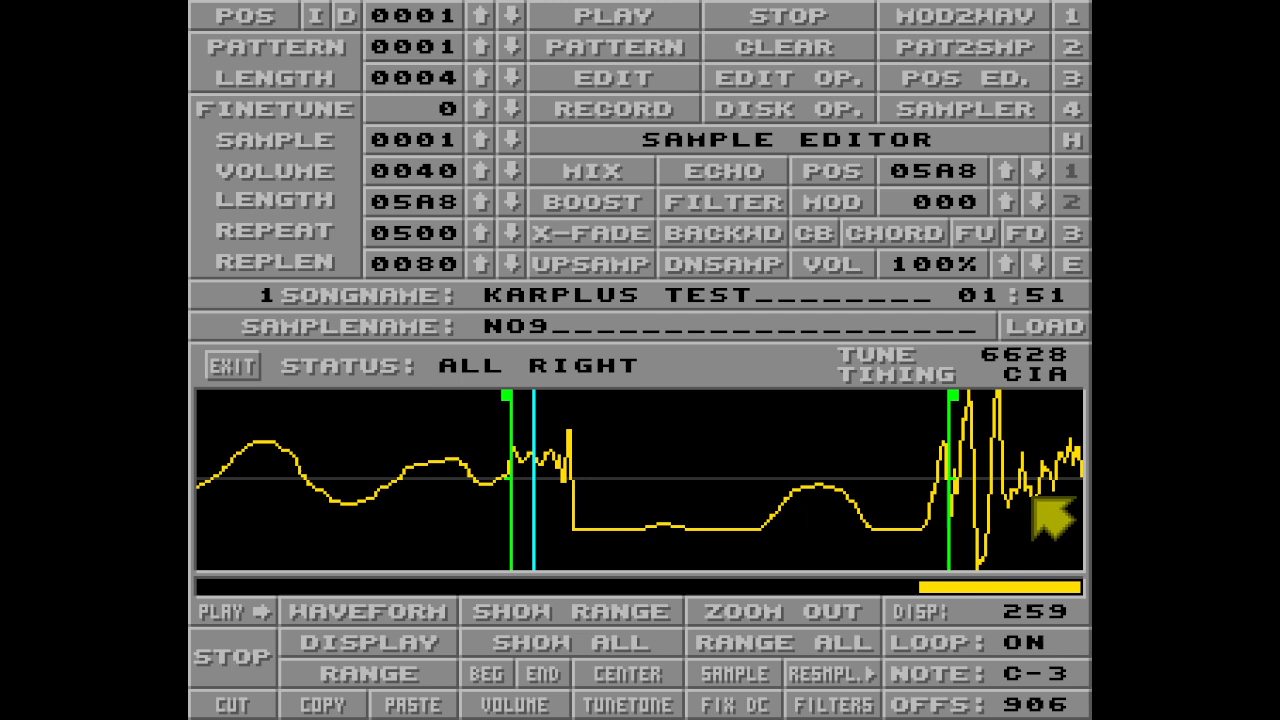 POS I D 0001 PLAY STOP MOD2WAV 1
PATTERN 0001 PATTERN CLEAR PAT2SMP 2
LENGTH 0004 EDIT EDIT OP. POS ED. 3
FINETUNE 0 RECORD DISK OP. SAMPLER 4
SAMPLE 0001 SAMPLE EDITOR H
VOLUME 0040 MIX ECHO POS 05A8 1
LENGTH 05A8 BOOST FILTER MOD 000 2
REPEAT 0500 X-FADE BACKWD CB CHORD FU FD 3
REPLEN 0080 UPSAMP DNSAMP VOL 100% E
1 SONGNAME: KARPLUS TEST________ 01:51
SAMPLENAME: NO9___________________ LOAD
EXIT STATUS: ALL RIGHT TUNE 6628
TIMING CIA
PLAY WAVEFORM SHOW RANGE ZOOM OUT DISP: 259
STOP DISPLAY SHOW ALL RANGE ALL LOOP: ON
RANGE BEG END CENTER SAMPLE RESMPL. NOTE: C-3
CUT COPY PASTE VOLUME TUNETONE FIX DC FILTERS OFFS: 906